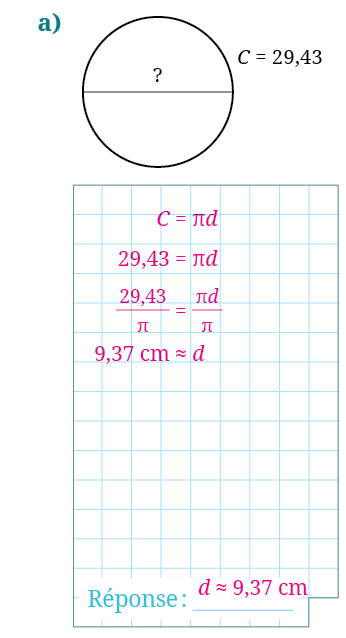 a)
?
C = 29,43
C = πd
29,43 = πd
29,43/π = πd/π
9,37 cm ≈ d
Réponse : d ≈ 9,37 cm